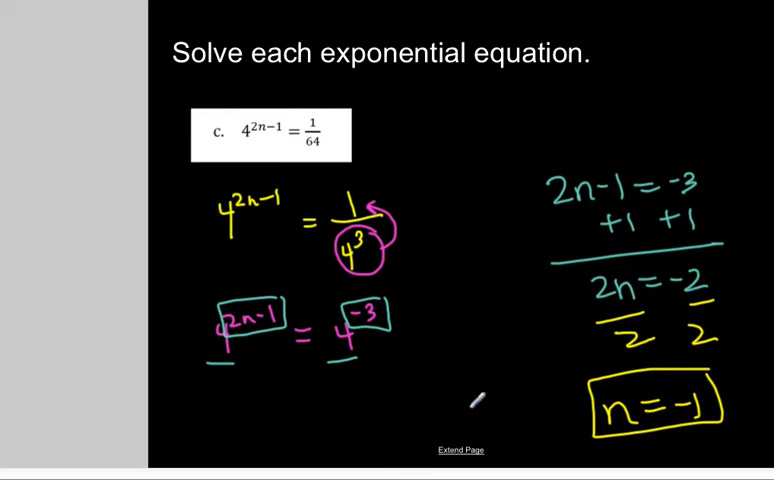 Solve each exponential equation.
c. 4^{2n−1} = 1/64
4^{2n-1} = 1/4^3
4^{2n-1} = 4^{-3}
2n-1 = -3
+1 +1
2n = -2
2 2
n = -1
Extend Page